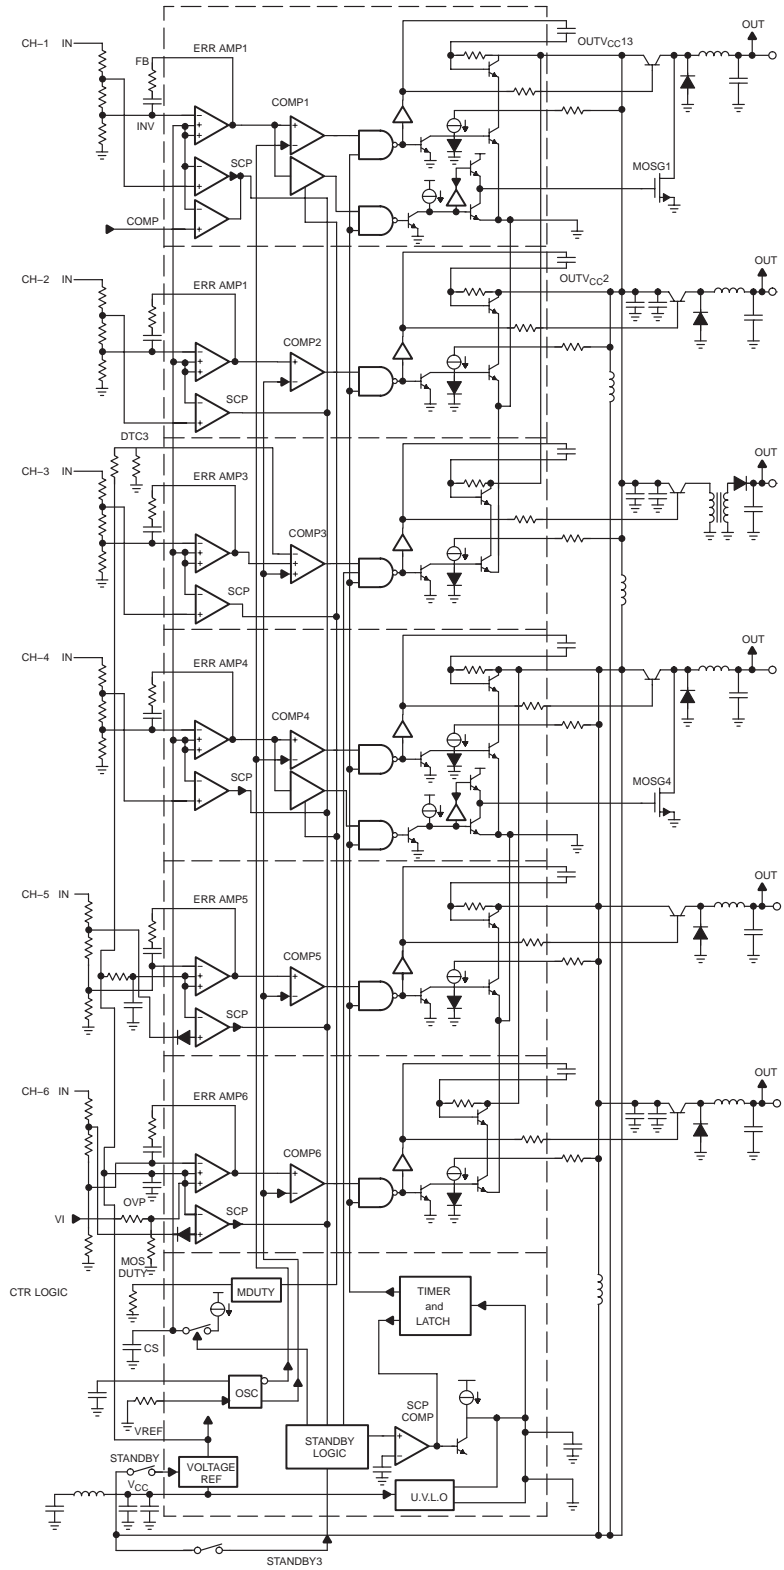 OUT
CH–1 IN
OUTVCC13
ERR AMP1
FB
COMP1
INV
SCP
MOSG1
COMP
OUT
CH–2 IN
OUTVCC2
ERR AMP1
COMP2
SCP
DTC3
OUT
CH–3 IN
ERR AMP3
COMP3
SCP
OUT
CH–4 IN
ERR AMP4
COMP4
SCP
MOSG4
OUT
CH–5 IN
ERR AMP5
COMP5
SCP
OUT
CH–6 IN
ERR AMP6
COMP6
OVP
SCP
VI
MOS
DUTY
CTR LOGIC
MDUTY
TIMER
and
LATCH
CS
OSC
SCP
COMP
VREF
STANDBY
LOGIC
STANDBY
VOLTAGE
REF
VCC
U.V.L.O
STANDBY3